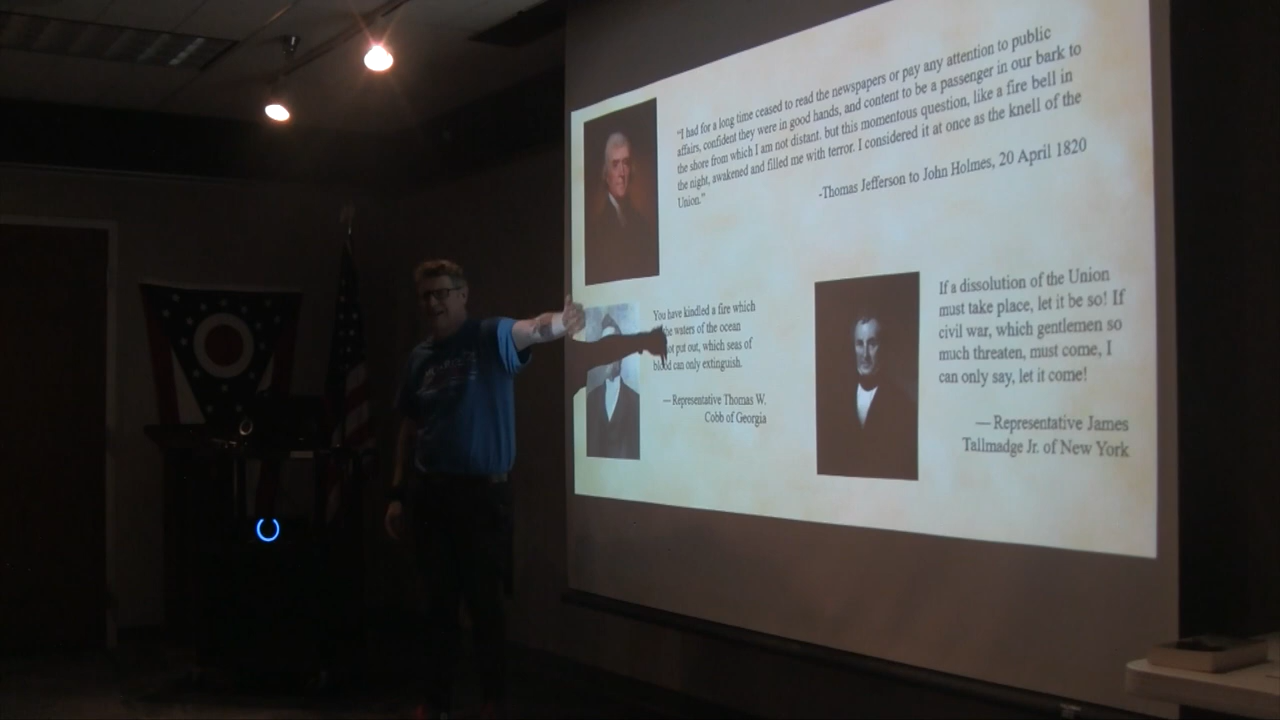 “I had for a long time ceased to read the newspapers or pay any attention to public
affairs, confident they were in good hands, and content to be a passenger in our bark to
the shore from which I am not distant. but this momentous question, like a fire bell in
the night, awakened and filled me with terror. I considered it at once as the knell of the
Union.”
-Thomas Jefferson to John Holmes, 20 April 1820
You have kindled a fire which
the waters of the ocean
not put out, which seas of
blood can only extinguish.
— Representative Thomas W.
Cobb of Georgia
If a dissolution of the Union
must take place, let it be so! If
civil war, which gentlemen so
much threaten, must come, I
can only say, let it come!
— Representative James
Tallmadge Jr. of New York